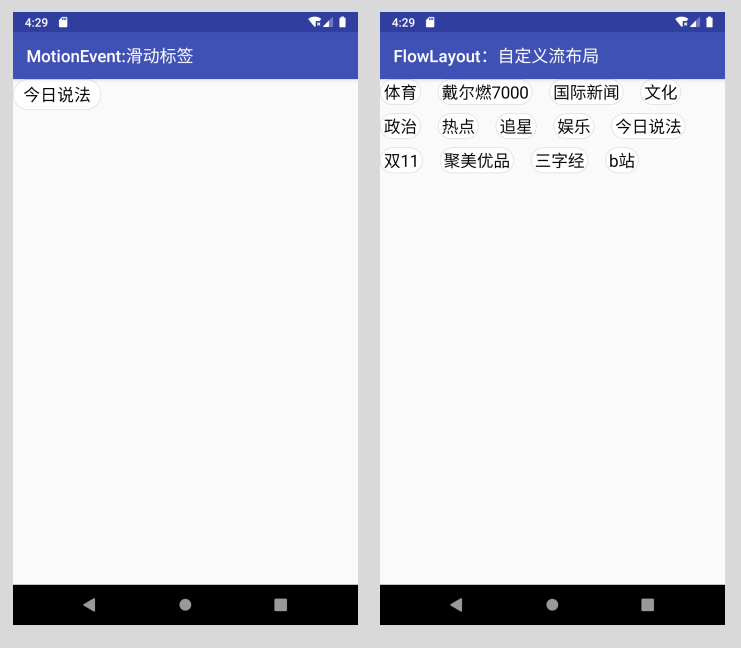 4:29
MotionEvent:滑动标签
今日说法
4:29
FlowLayout：自定义流布局
体育 戴尔燃7000 国际新闻 文化
政治 热点 追星 娱乐 今日说法
双11 聚美优品 三字经 b站